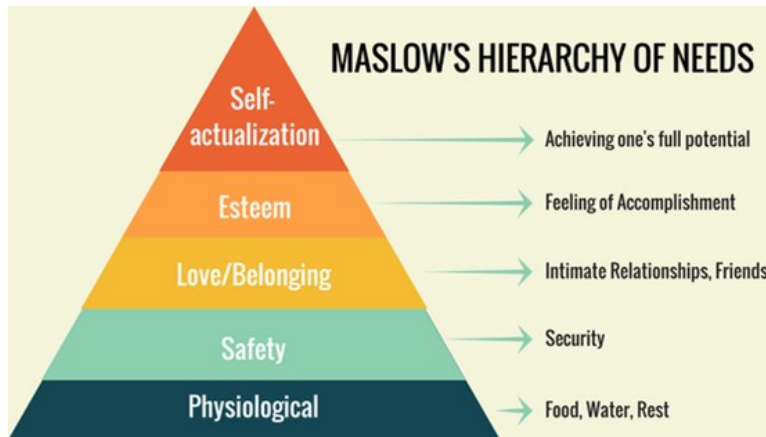 MASLOW'S HIERARCHY OF NEEDS
Self-
actualization
Achieving one's full potential
Esteem
Feeling of Accomplishment
Love/Belonging
Intimate Relationships, Friends
Safety
Security
Physiological
Food, Water, Rest